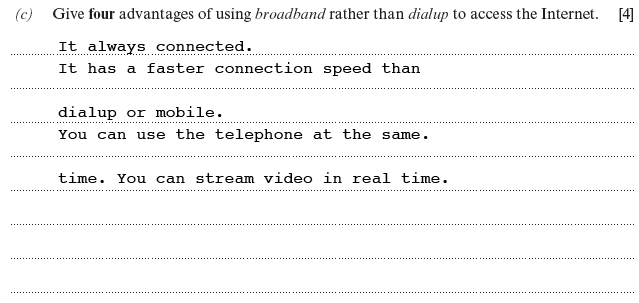 (c) Give four advantages of using broadband rather than dialup to access the Internet. [4]
It always connected.
It has a faster connection speed than
dialup or mobile.
You can use the telephone at the same.
time. You can stream video in real time.